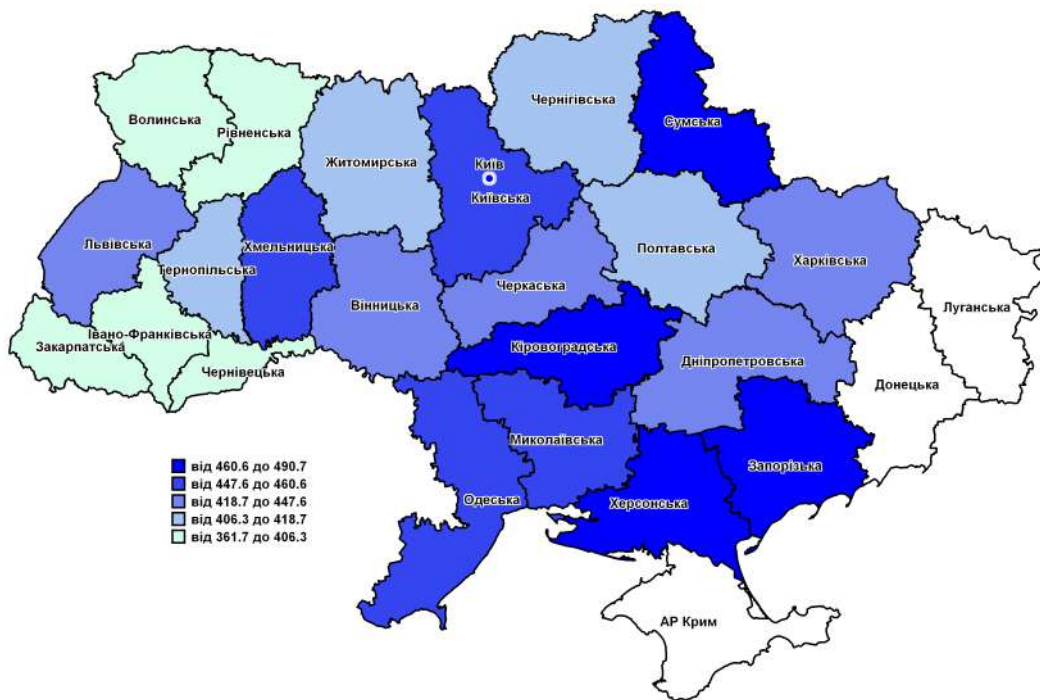 Чернігівська
Волинська
Сумська
Рівненська
Житомирська
Київ
Київська
Львівська
Хмельницька
Полтавська
Тернопільська
Харківська
Черкаська
Вінницька
Луганська
Івано-Франківська
Закарпатська
Кіровоградська
Чернівецька
Дніпропетровська
Донецька
Миколаївська
Запорізька
Одеська
Херсонська
АР Крим
від 460.6 до 490.7
від 447.6 до 460.6
від 418.7 до 447.6
від 406.3 до 418.7
від 361.7 до 406.3